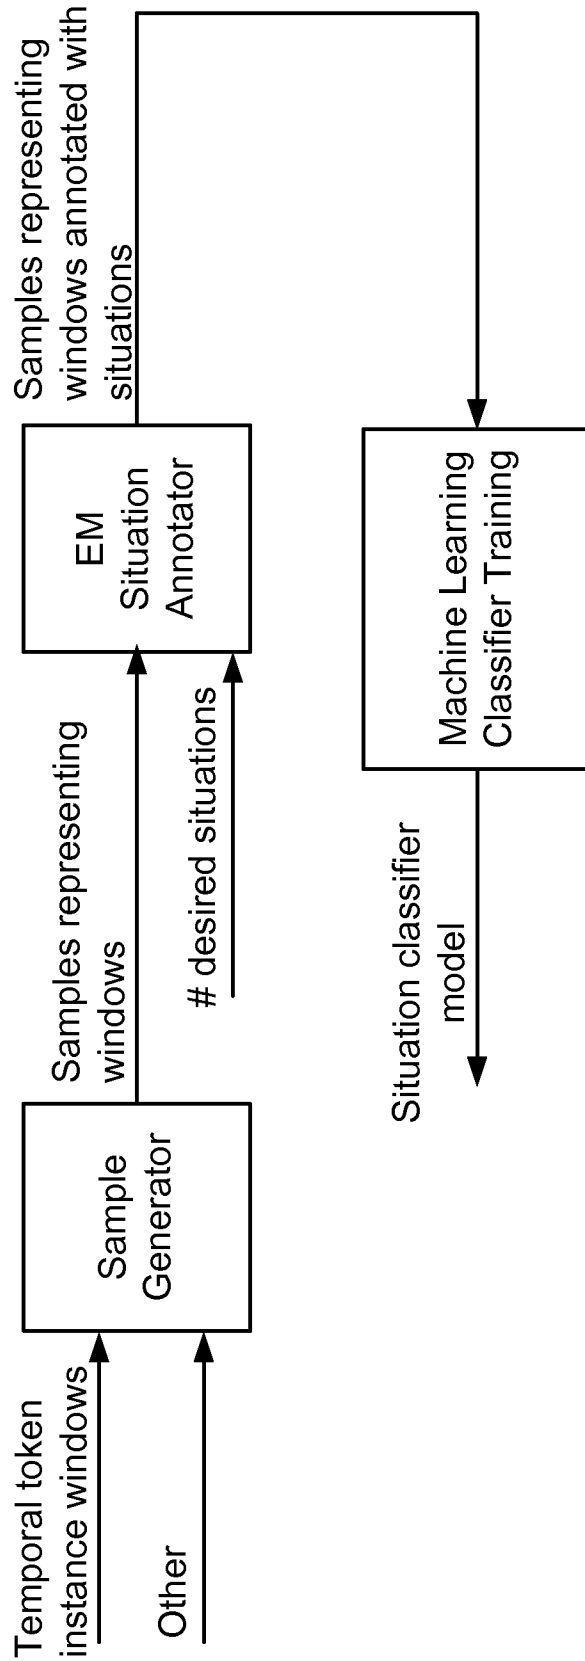 Temporal token
instance windows
Other
Sample
Generator
Samples representing
windows
# desired situations
EM
Situation
Annotator
Samples representing
windows annotated with
situations
Machine Learning
Classifier Training
Situation classifier
model